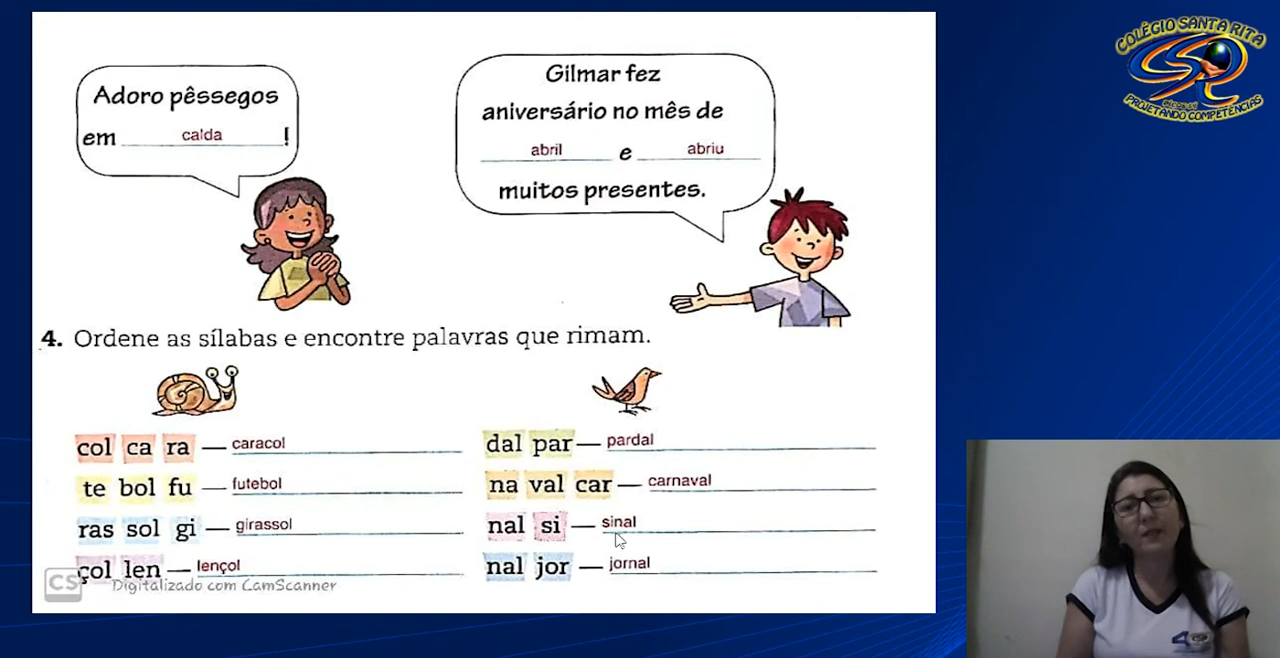 Adoro pêssegos
em calda !
Gilmar fez
aniversário no mês de
abril e abriu
muitos presentes.
4. Ordene as sílabas e encontre palavras que rimam.
col ca ra — caracol
te bol fu — futebol
ras sol gi — girassol
çol len — lençol
dal par — pardal
na val car — carnaval
nal si — sinal
nal jor — jornal
CS Digitalizado com CamScanner
COLÉGIO SANTA RITA
PROJETANDO COMPETÊNCIAS